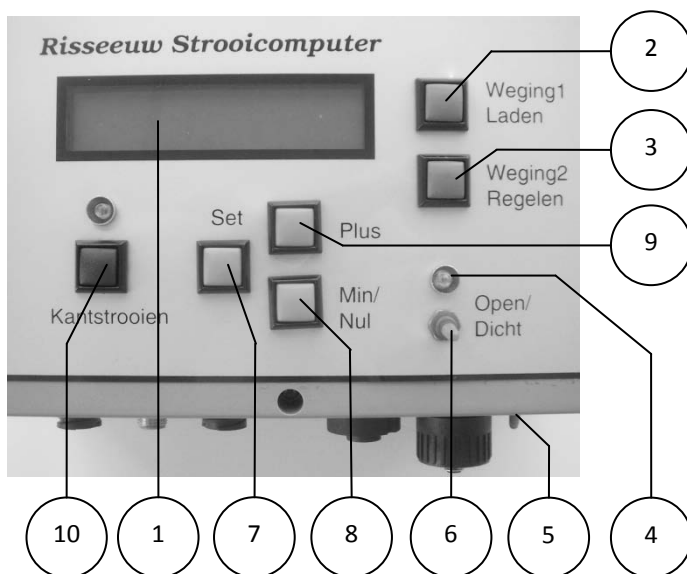 Risseeuw Strooicomputer
2
Weging1
Laden
3
Weging2
Regelen
Set
Plus
9
Kantstrooien
Min/
Nul
Open/
Dicht
10
1
7
8
6
5
4